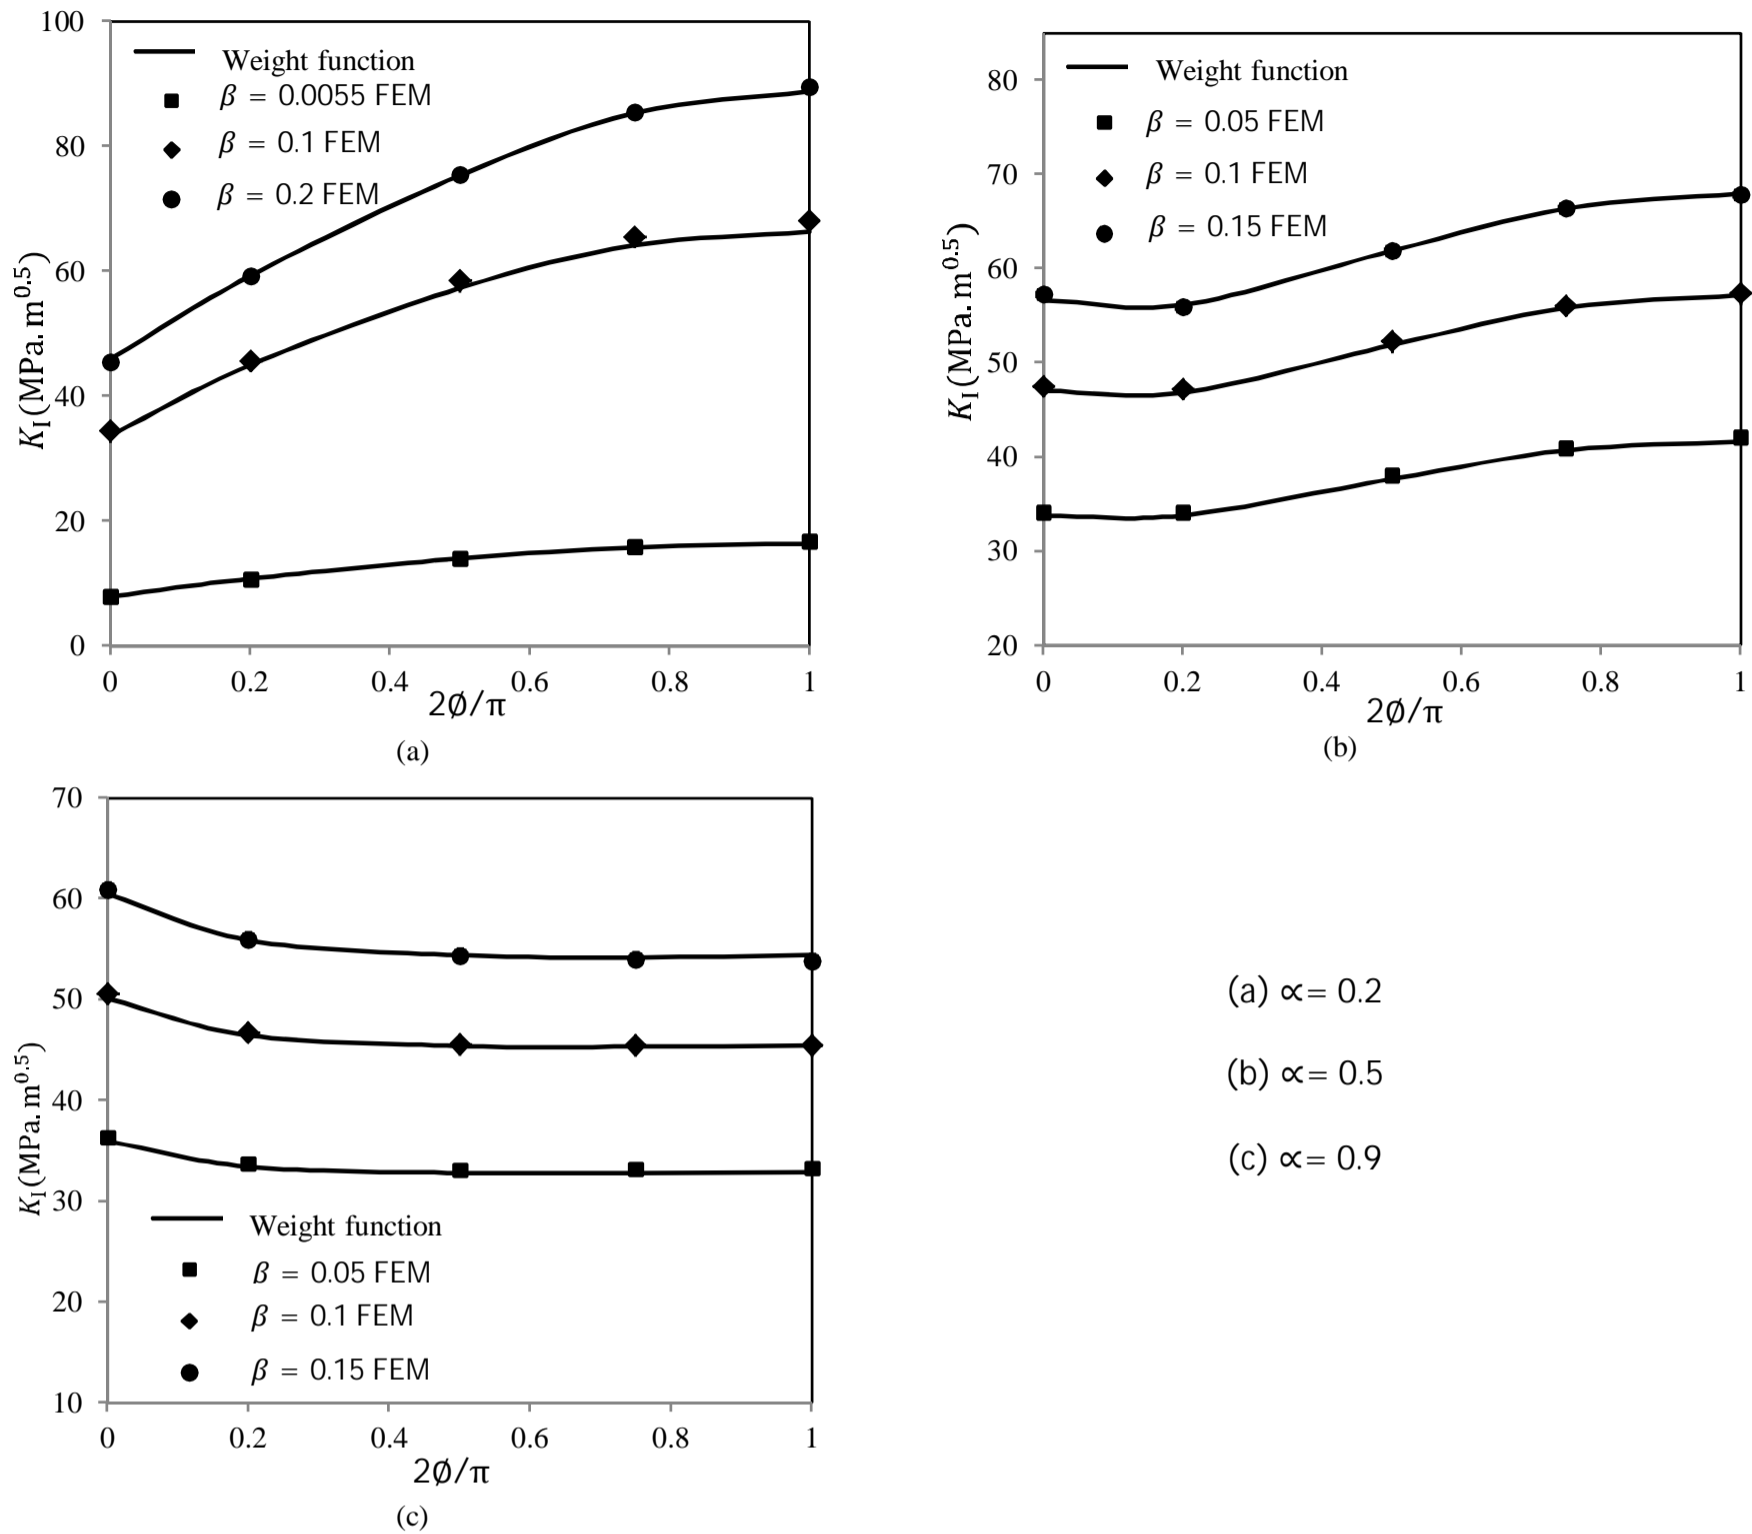 100
80
60
40
20
0
K_I(MPa.m^0.5)
Weight function
β = 0.0055 FEM
β = 0.1 FEM
β = 0.2 FEM
0 0.2 0.4 0.6 0.8 1
2Ø/π
(a)
80
70
60
50
40
30
20
K_I(MPa.m^0.5)
Weight function
β = 0.05 FEM
β = 0.1 FEM
β = 0.15 FEM
0 0.2 0.4 0.6 0.8 1
2Ø/π
(b)
70
60
50
40
30
20
10
K_I(MPa.m^0.5)
Weight function
β = 0.05 FEM
β = 0.1 FEM
β = 0.15 FEM
0 0.2 0.4 0.6 0.8 1
2Ø/π
(c)
(a) ∝= 0.2
(b) ∝= 0.5
(c) ∝= 0.9